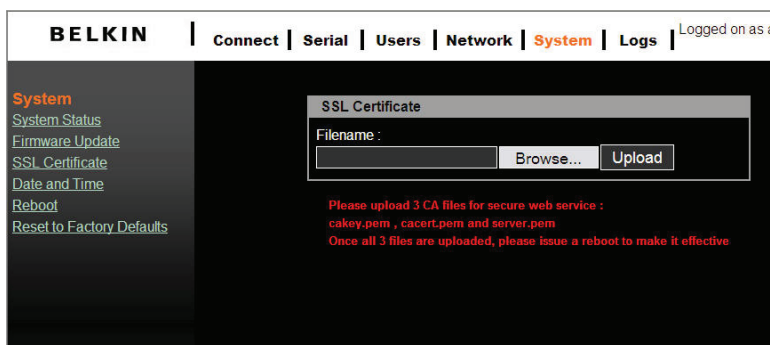 BELKIN
Connect | Serial | Users | Network | System | Logs
Logged on as
System
System Status
Firmware Update
SSL Certificate
Date and Time
Reboot
Reset to Factory Defaults
SSL Certificate
Filename :
Browse... Upload
Please upload 3 CA files for secure web service :
cakey.pem , cacert.pem and server.pem
Once all 3 files are uploaded, please issue a reboot to make it effective